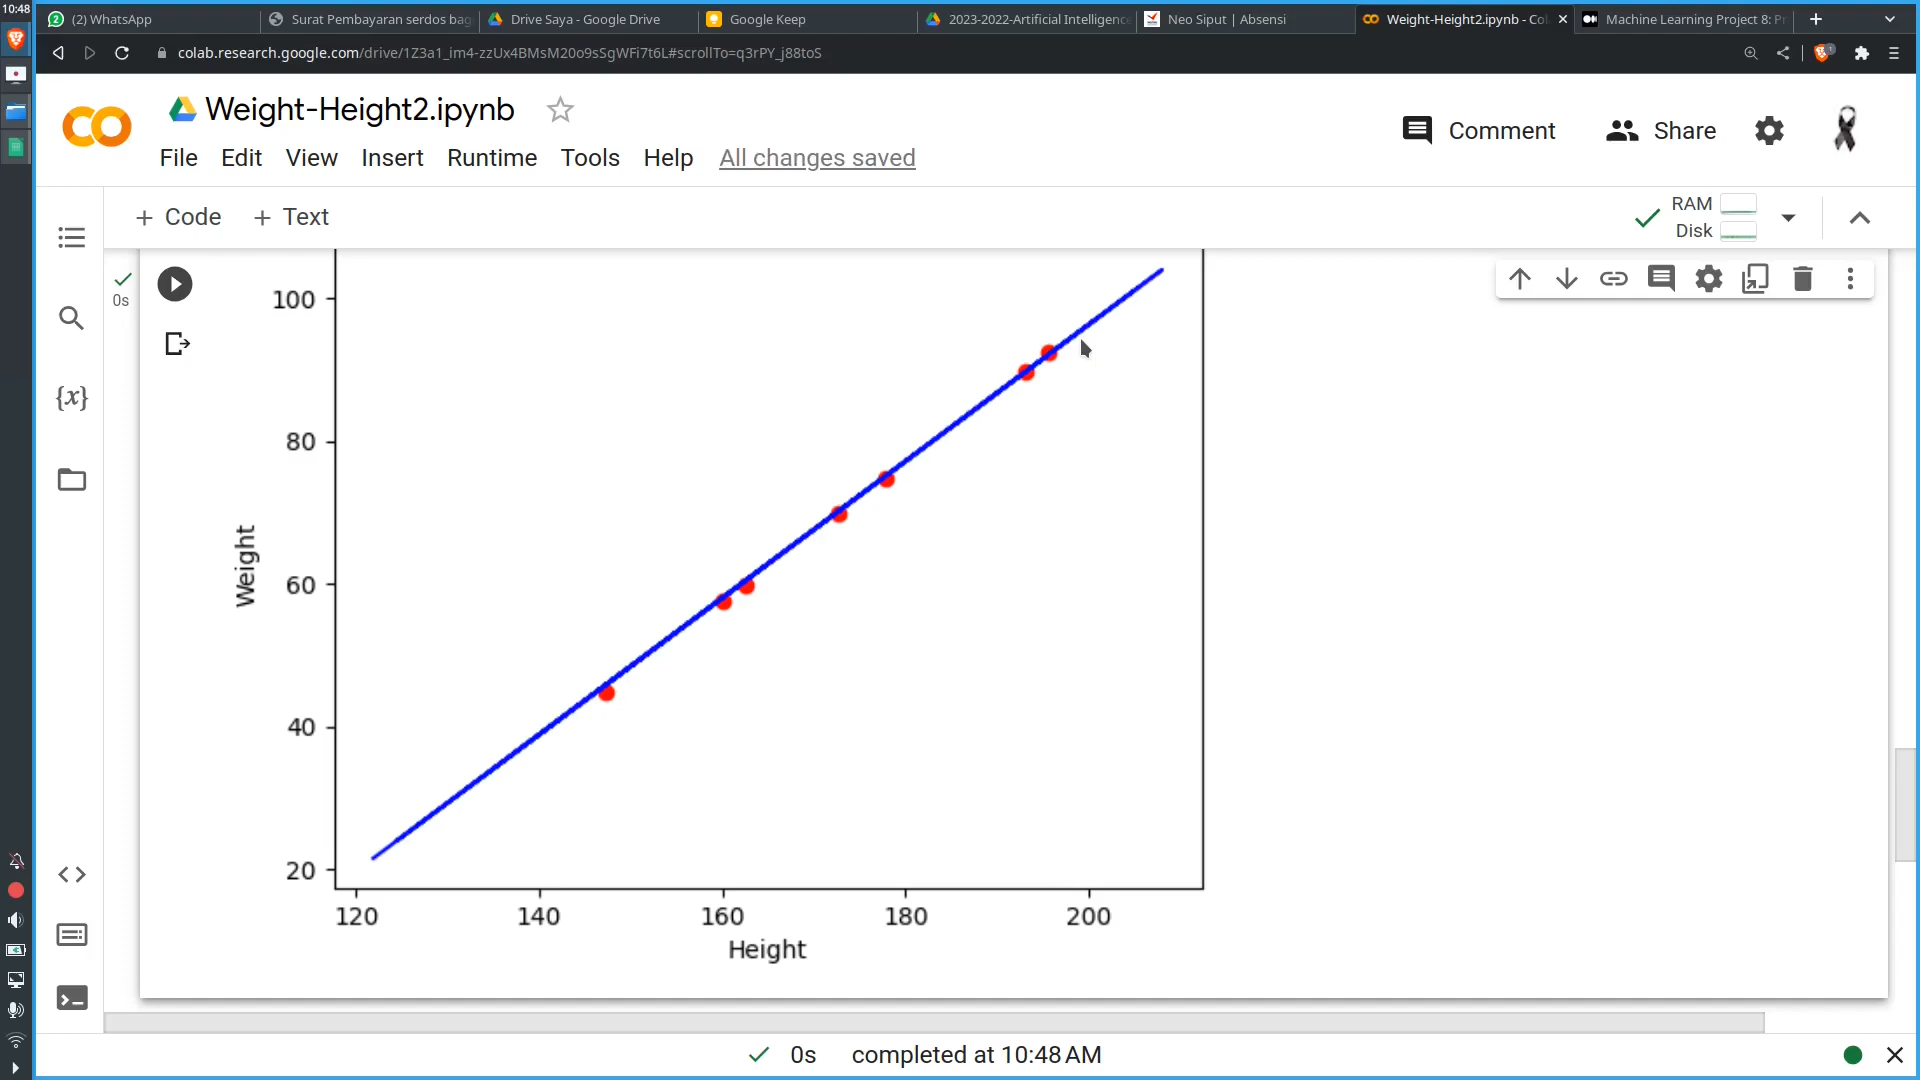 10:48
(2) WhatsApp
Surat Pembayaran serdos bag
Drive Saya - Google Drive
Google Keep
2023-2022-Artificial Intelligence
Neo Siput | Absensi
Weight-Height2.ipynb - Col
Machine Learning Project 8: Pr
colab.research.google.com/drive/1Z3a1_im4-zzUx4BMsM20o9sSgWFi7t6L#scrollTo=q3rPY_j88toS
Weight-Height2.ipynb
Comment
Share
File Edit View Insert Runtime Tools Help All changes saved
+ Code + Text
RAM
Disk
0s
{x}
100
80
60
40
20
Weight
120 140 160 180 200
Height
0s completed at 10:48 AM